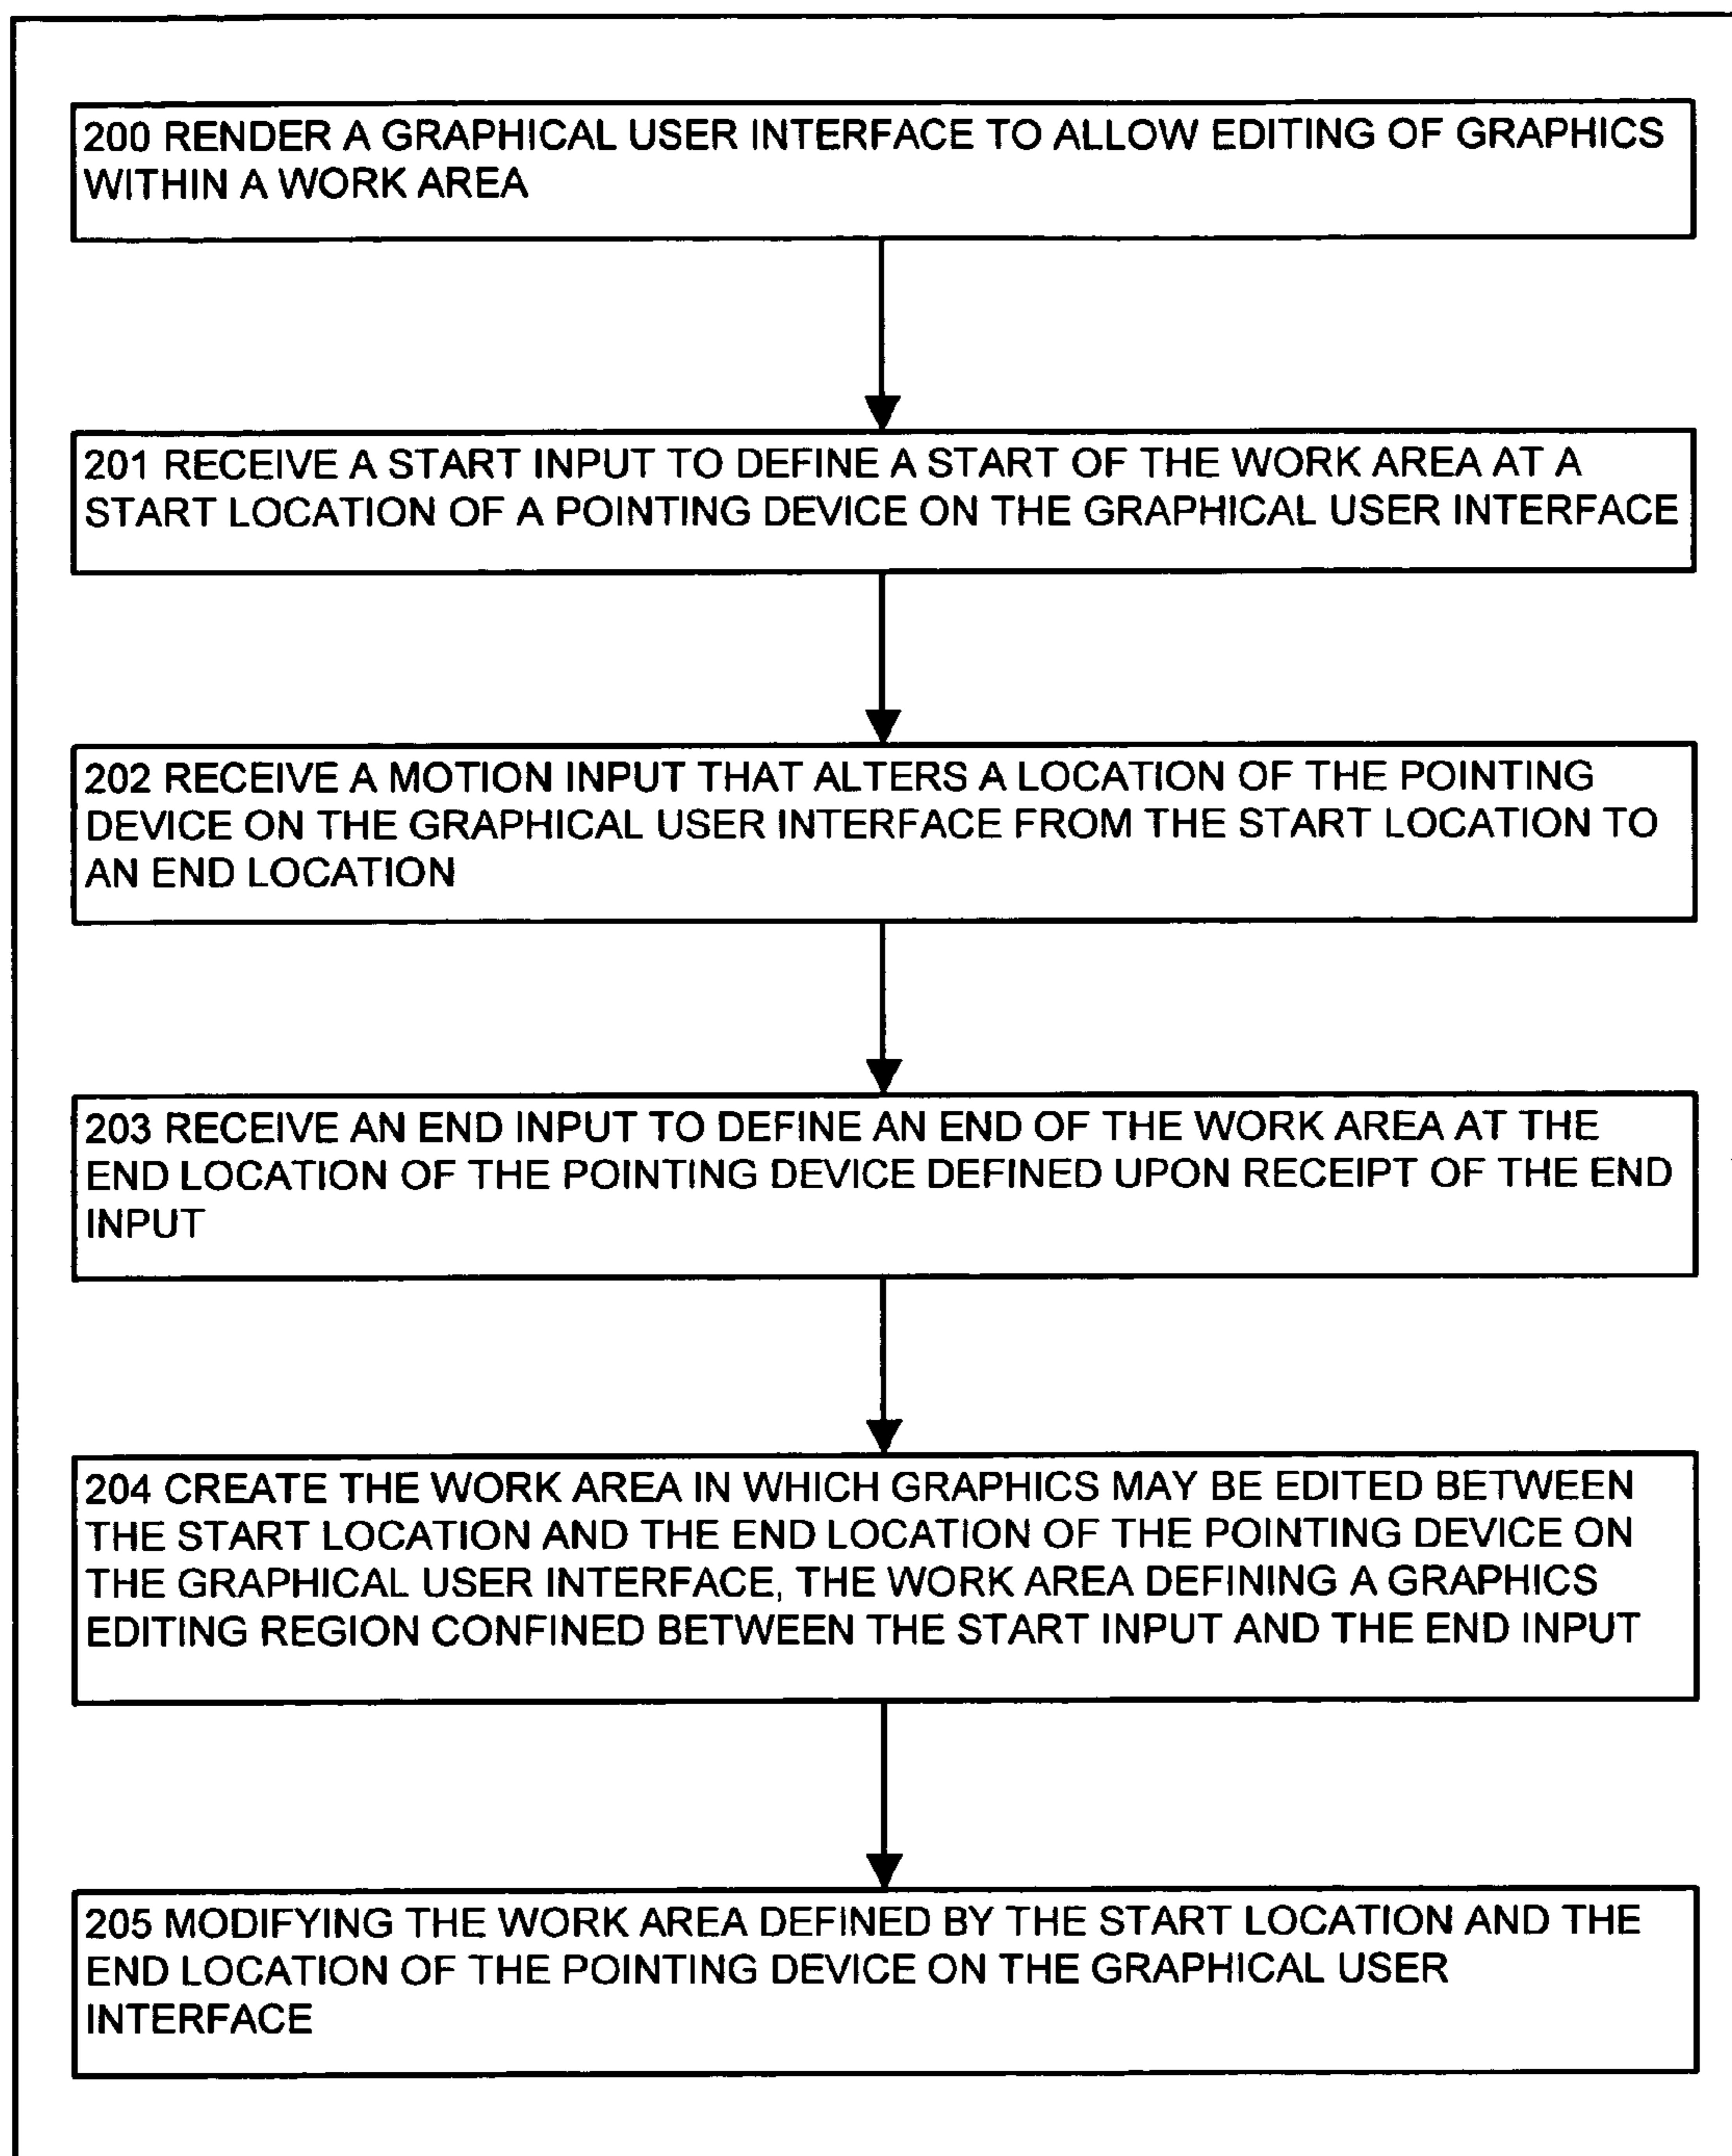 200 RENDER A GRAPHICAL USER INTERFACE TO ALLOW EDITING OF GRAPHICS
WITHIN A WORK AREA
201 RECEIVE A START INPUT TO DEFINE A START OF THE WORK AREA AT A
START LOCATION OF A POINTING DEVICE ON THE GRAPHICAL USER INTERFACE
202 RECEIVE A MOTION INPUT THAT ALTERS A LOCATION OF THE POINTING
DEVICE ON THE GRAPHICAL USER INTERFACE FROM THE START LOCATION TO
AN END LOCATION
203 RECEIVE AN END INPUT TO DEFINE AN END OF THE WORK AREA AT THE
END LOCATION OF THE POINTING DEVICE DEFINED UPON RECEIPT OF THE END
INPUT
204 CREATE THE WORK AREA IN WHICH GRAPHICS MAY BE EDITED BETWEEN
THE START LOCATION AND THE END LOCATION OF THE POINTING DEVICE ON
THE GRAPHICAL USER INTERFACE, THE WORK AREA DEFINING A GRAPHICS
EDITING REGION CONFINED BETWEEN THE START INPUT AND THE END INPUT
205 MODIFYING THE WORK AREA DEFINED BY THE START LOCATION AND THE
END LOCATION OF THE POINTING DEVICE ON THE GRAPHICAL USER
INTERFACE